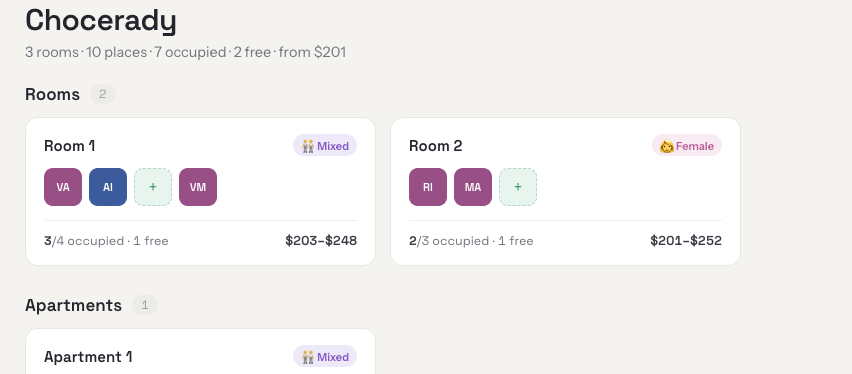 Chocerady
3 rooms · 10 places · 7 occupied · 2 free · from $201
Rooms 2
Room 1 Mixed
VA AI + VM
3/4 occupied · 1 free $203–$248
Room 2 Female
RI MA +
2/3 occupied · 1 free $201–$252
Apartments 1
Apartment 1 Mixed